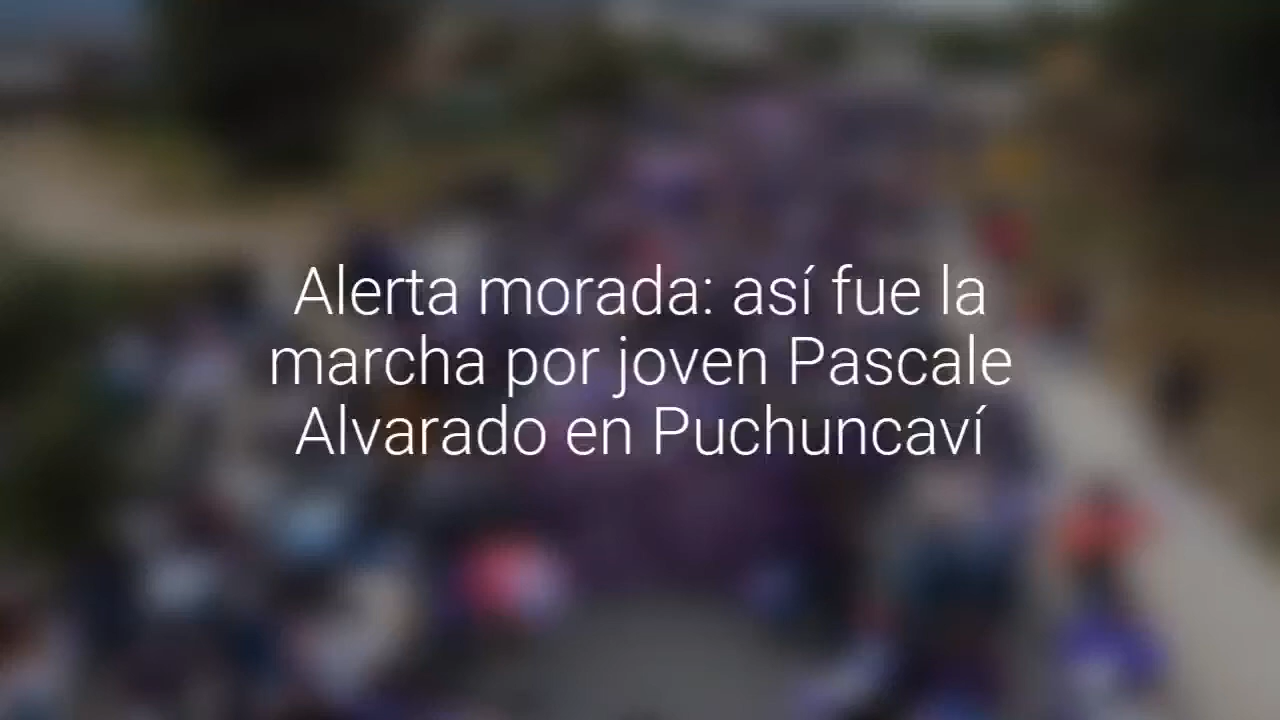 Alerta morada: así fue la
marcha por joven Pascale
Alvarado en Puchuncaví